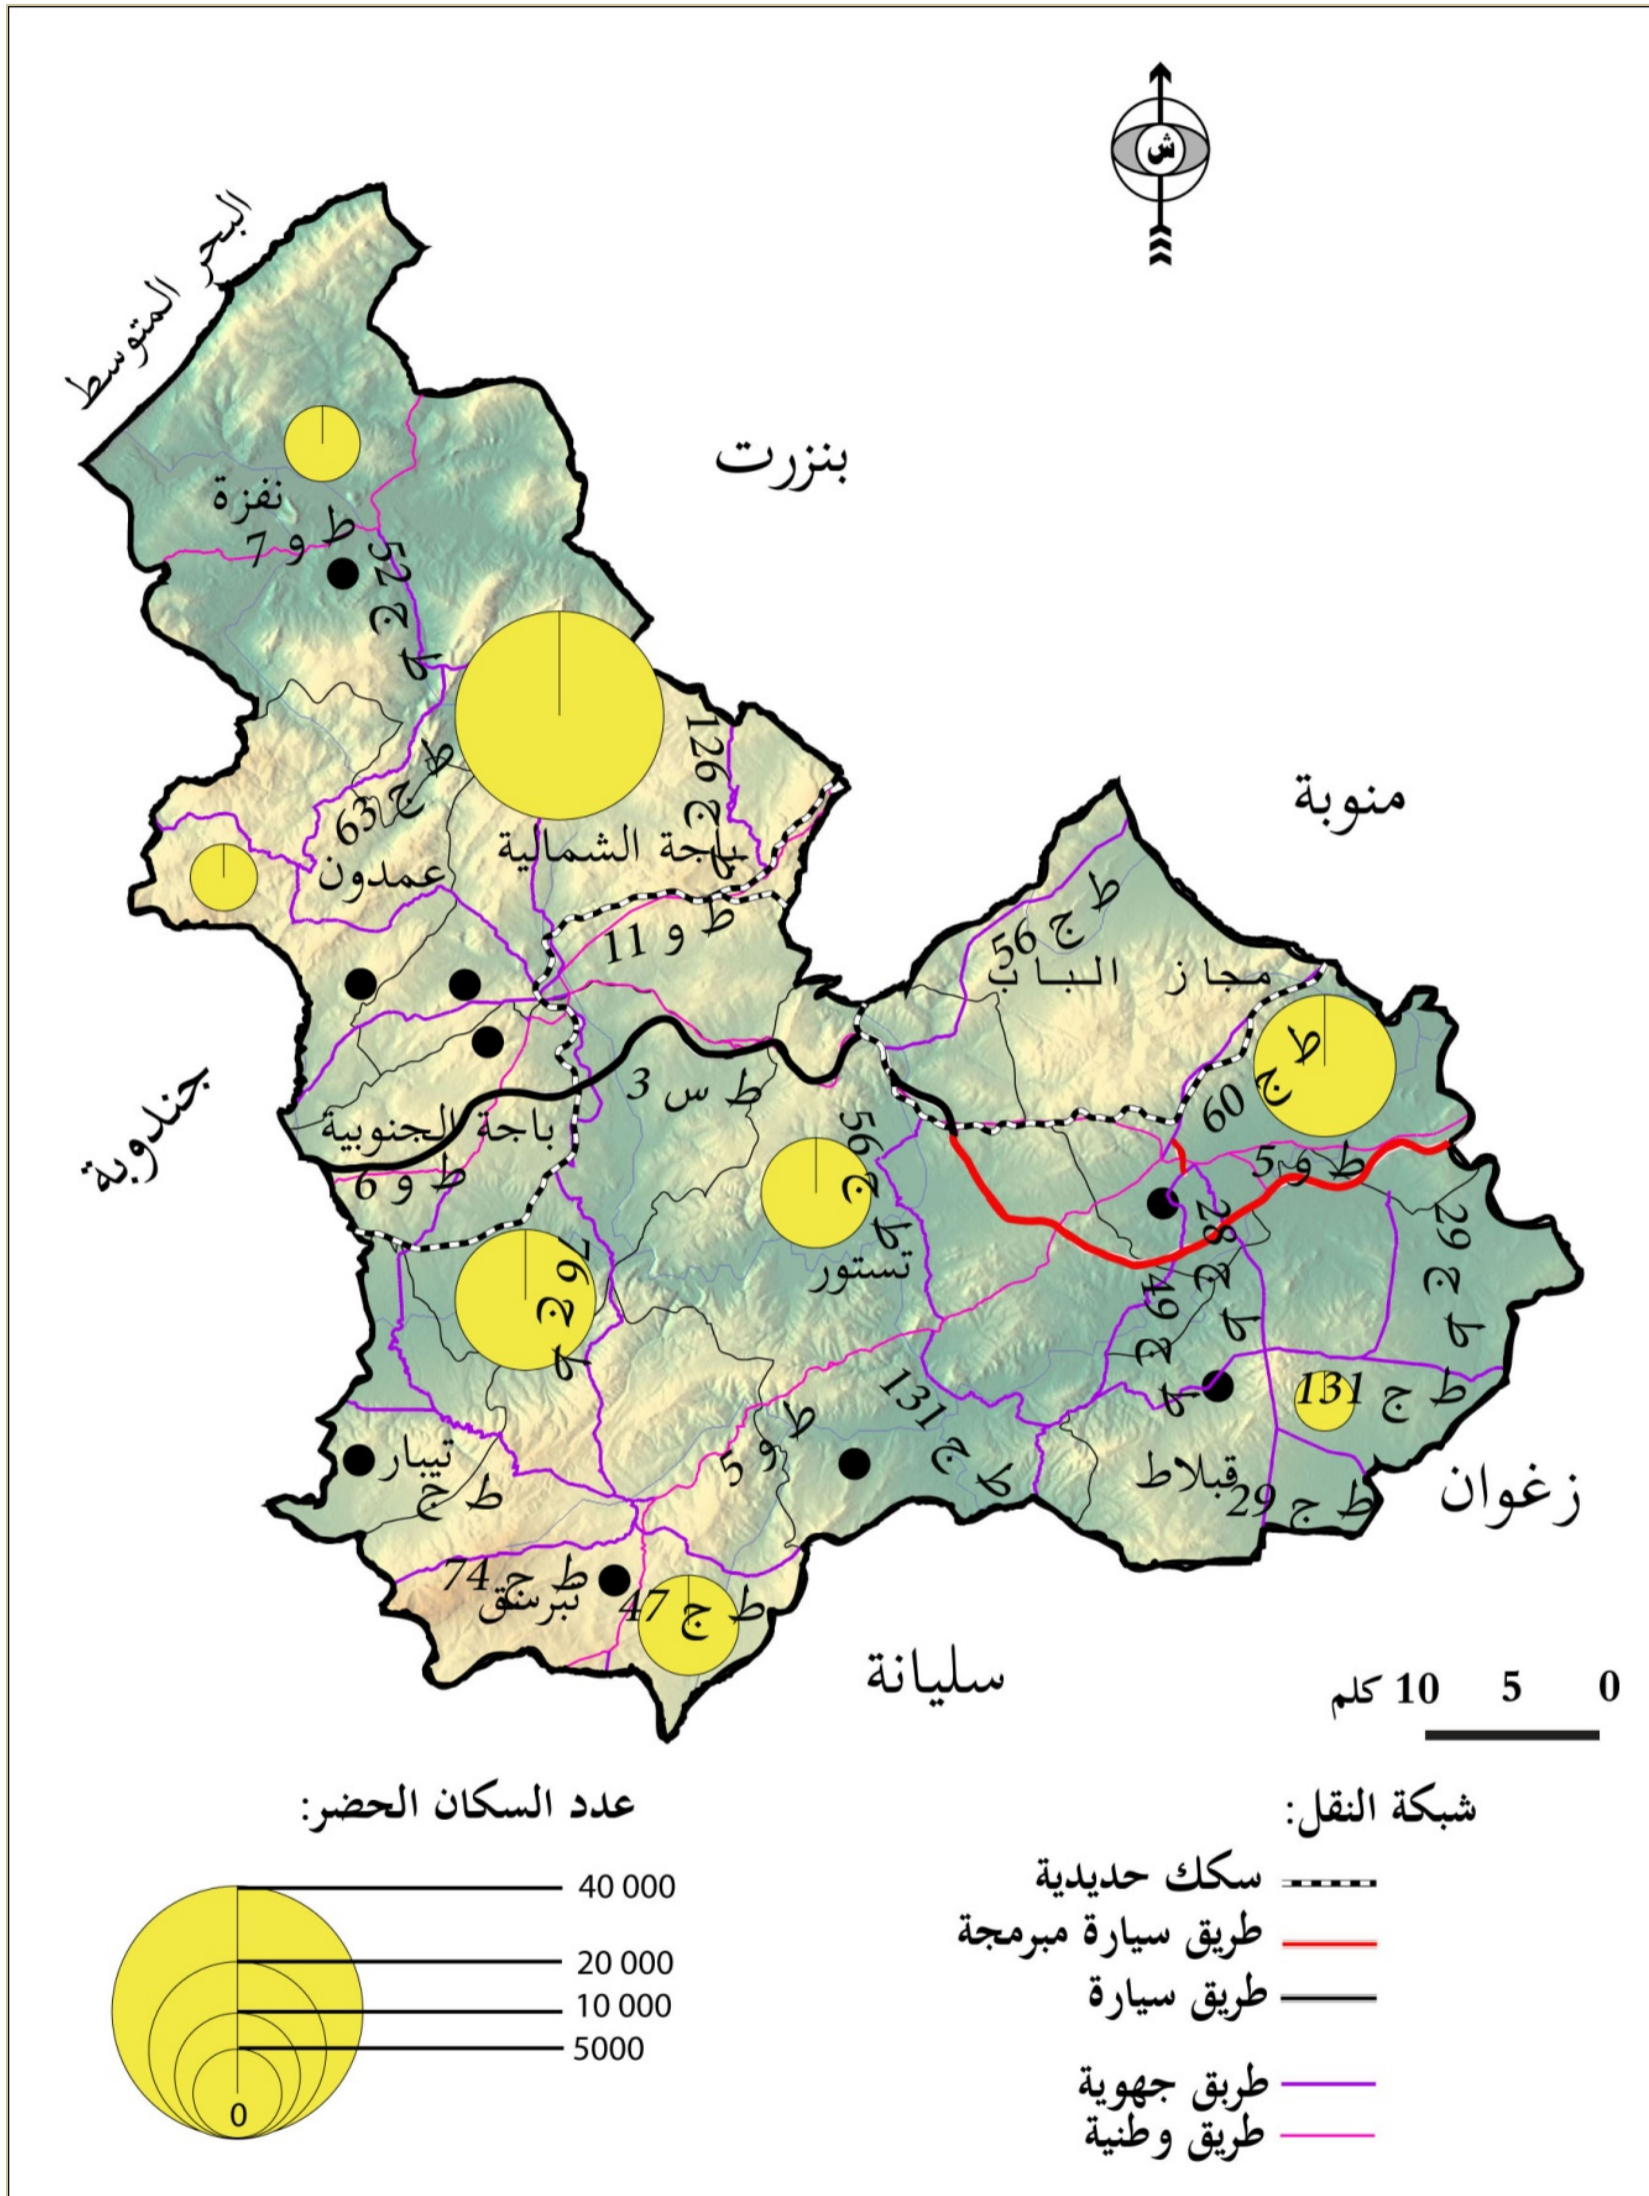 ش
البحر المتوسط
بنزرت
نفزة
ط و 7
ط ج 52
منوبة
ط ج 126
ط ج 63
باجة الشمالية
عمدون
ط ج 56
ط و 11
مجاز الباب
ط ج 60
جندوبة
ط س 3
باجة الجنوبية
ط ج 56
ط و 5
ط و 6
ط ج 28
ط ج 29
تستور
ط ج 76
ط ج 49
ط ج 131
ط ج 131
تيبار
ط ج
ط و 5
قبلاط
ط ج 29
زغوان
ط ج 74
تبرسق
ط ج 47
سليانة
0 5 10 كلم
عدد السكان الحضر:
40 000
20 000
10 000
5000
0
شبكة النقل:
سكك حديدية
طريق سيارة مبرمجة
طريق سيارة
طريق جهوية
طريق وطنية